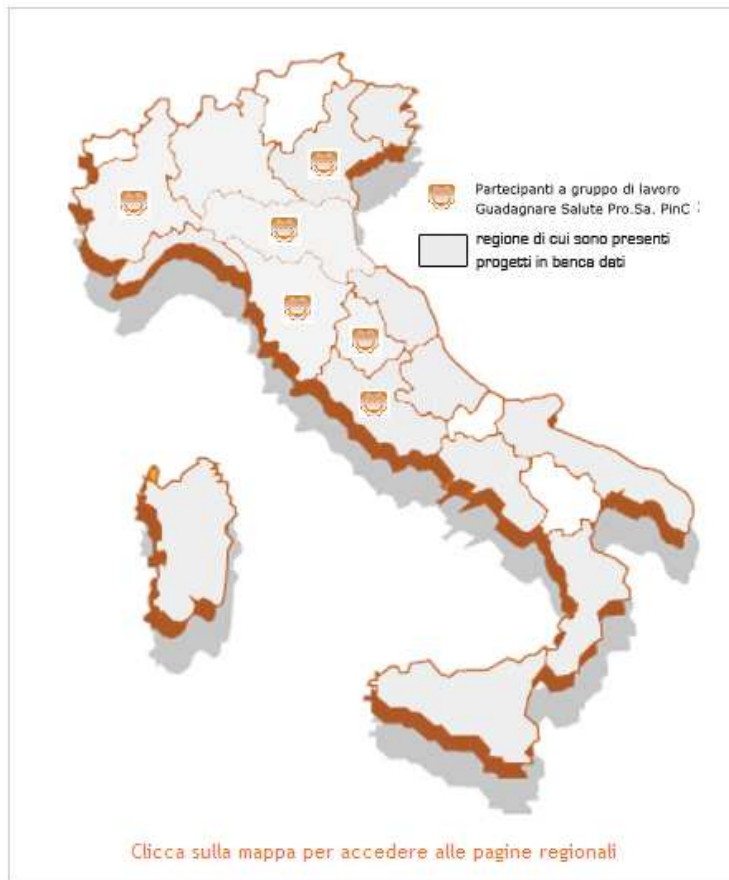 Partecipanti a gruppo di lavoro
Guadagnare Salute Pro.Sa. PinC :
regione di cui sono presenti
progetti in banca dati
Clicca sulla mappa per accedere alle pagine regionali